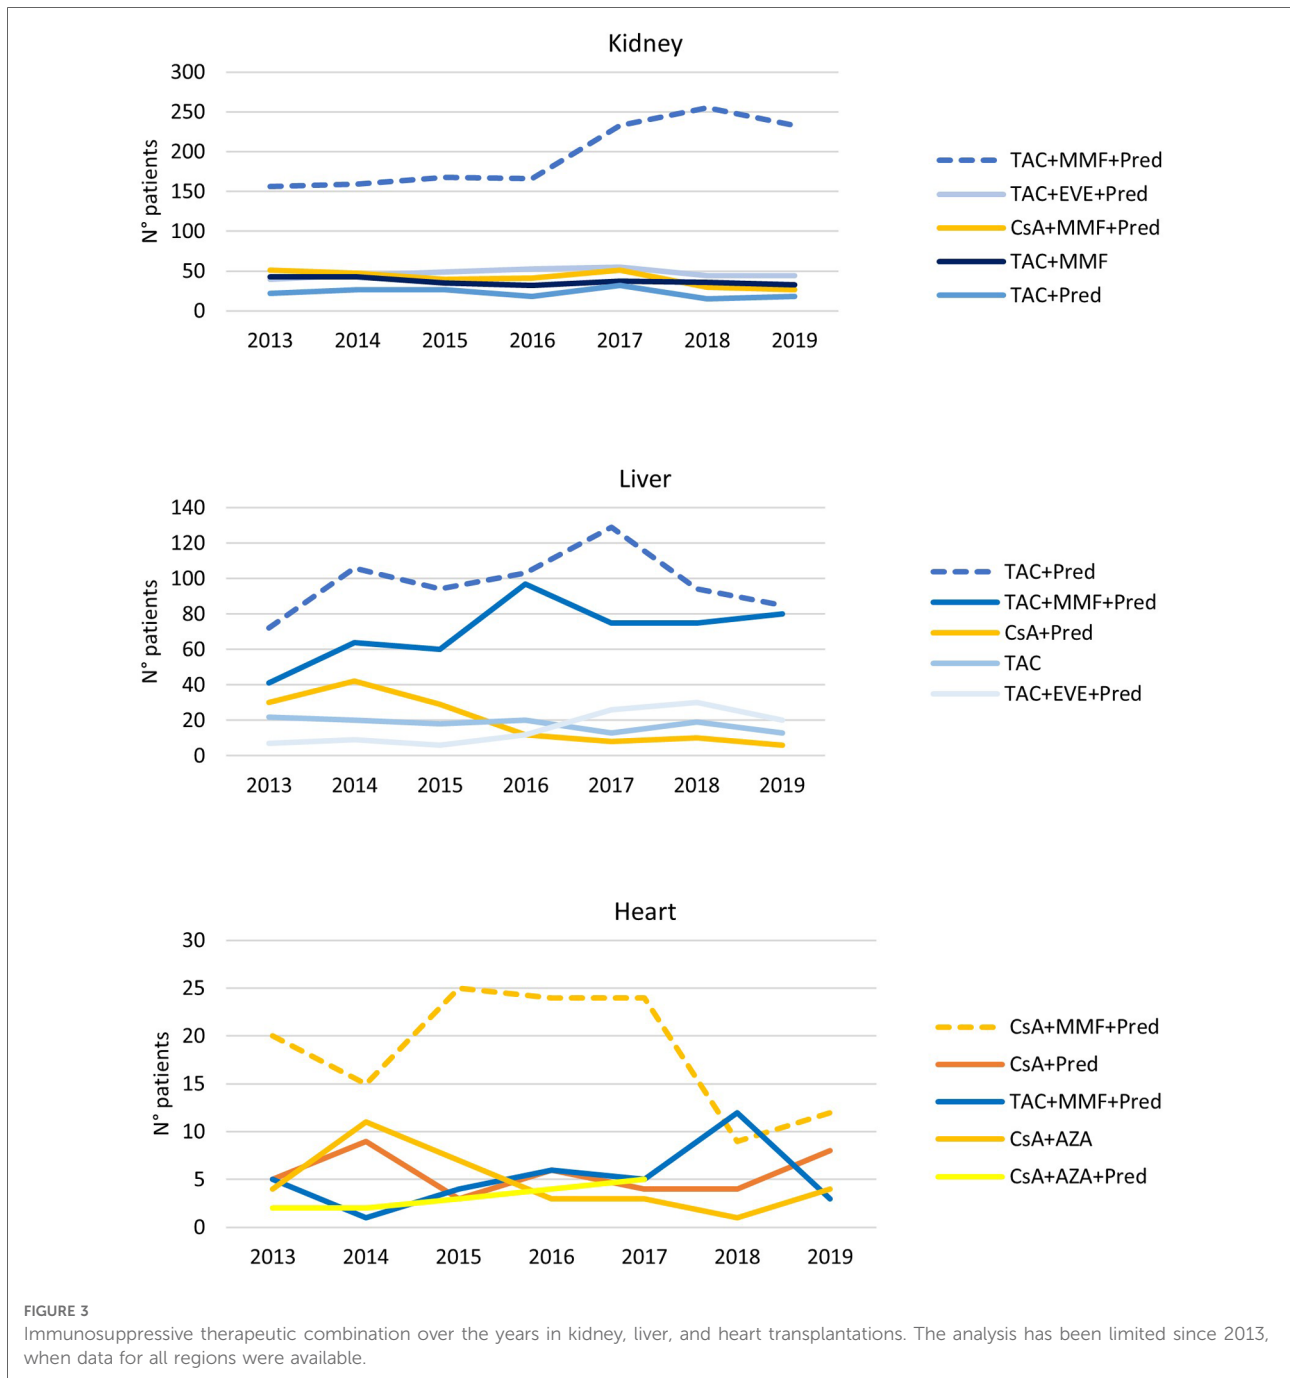 Kidney
300
250
200
150
100
50
0
N° patients
2013 2014 2015 2016 2017 2018 2019
TAC+MMF+Pred
TAC+EVE+Pred
CsA+MMF+Pred
TAC+MMF
TAC+Pred
Liver
140
120
100
80
60
40
20
0
N° patients
2013 2014 2015 2016 2017 2018 2019
TAC+Pred
TAC+MMF+Pred
CsA+Pred
TAC
TAC+EVE+Pred
Heart
30
25
20
15
10
5
0
N° patients
2013 2014 2015 2016 2017 2018 2019
CsA+MMF+Pred
CsA+Pred
TAC+MMF+Pred
CsA+AZA
CsA+AZA+Pred
FIGURE 3
Immunosuppressive therapeutic combination over the years in kidney, liver, and heart transplantations. The analysis has been limited since 2013,
when data for all regions were available.